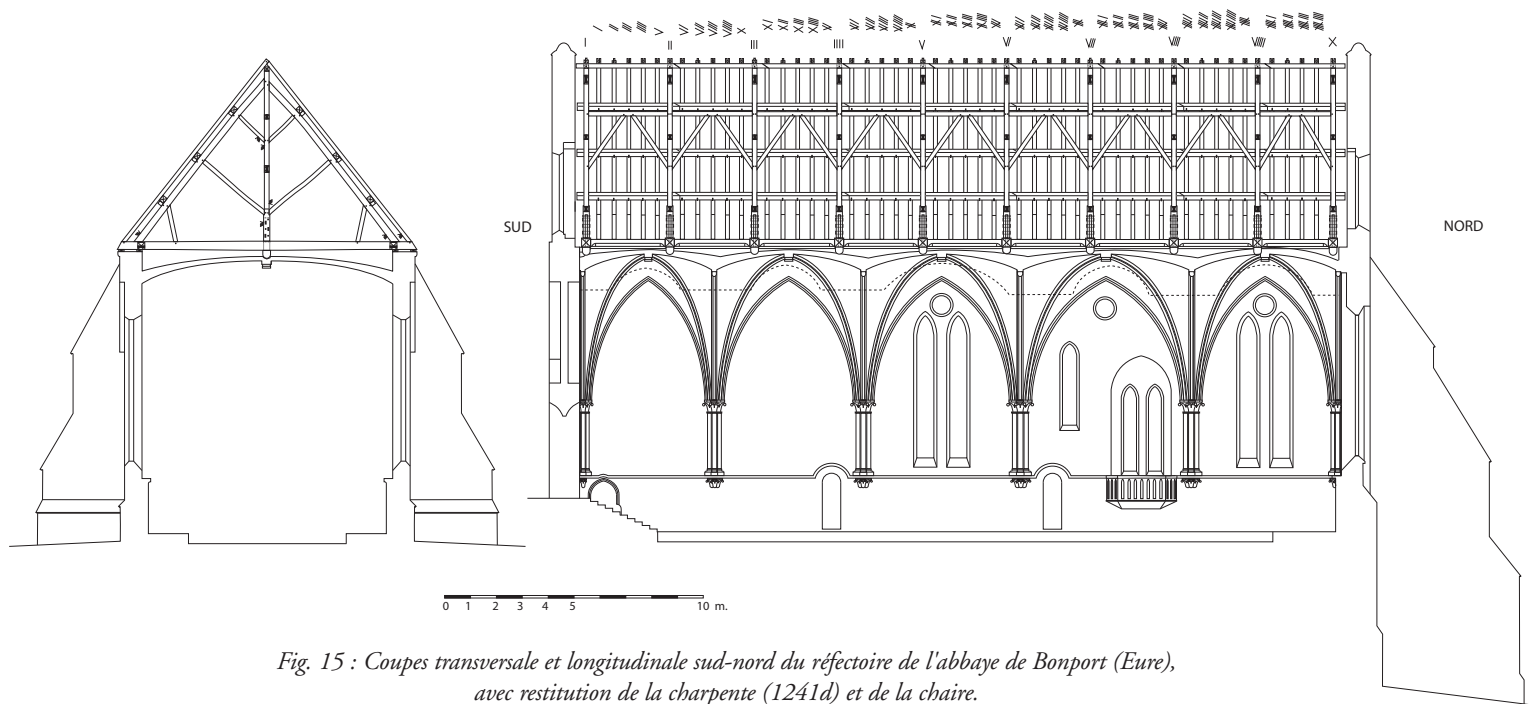 I II III IIII V VI VII VIII VIIII X
SUD
NORD
0 1 2 3 4 5 10 m.
Fig. 15 : Coupes transversale et longitudinale sud-nord du réfectoire de l'abbaye de Bonport (Eure),
avec restitution de la charpente (1241d) et de la chaire.